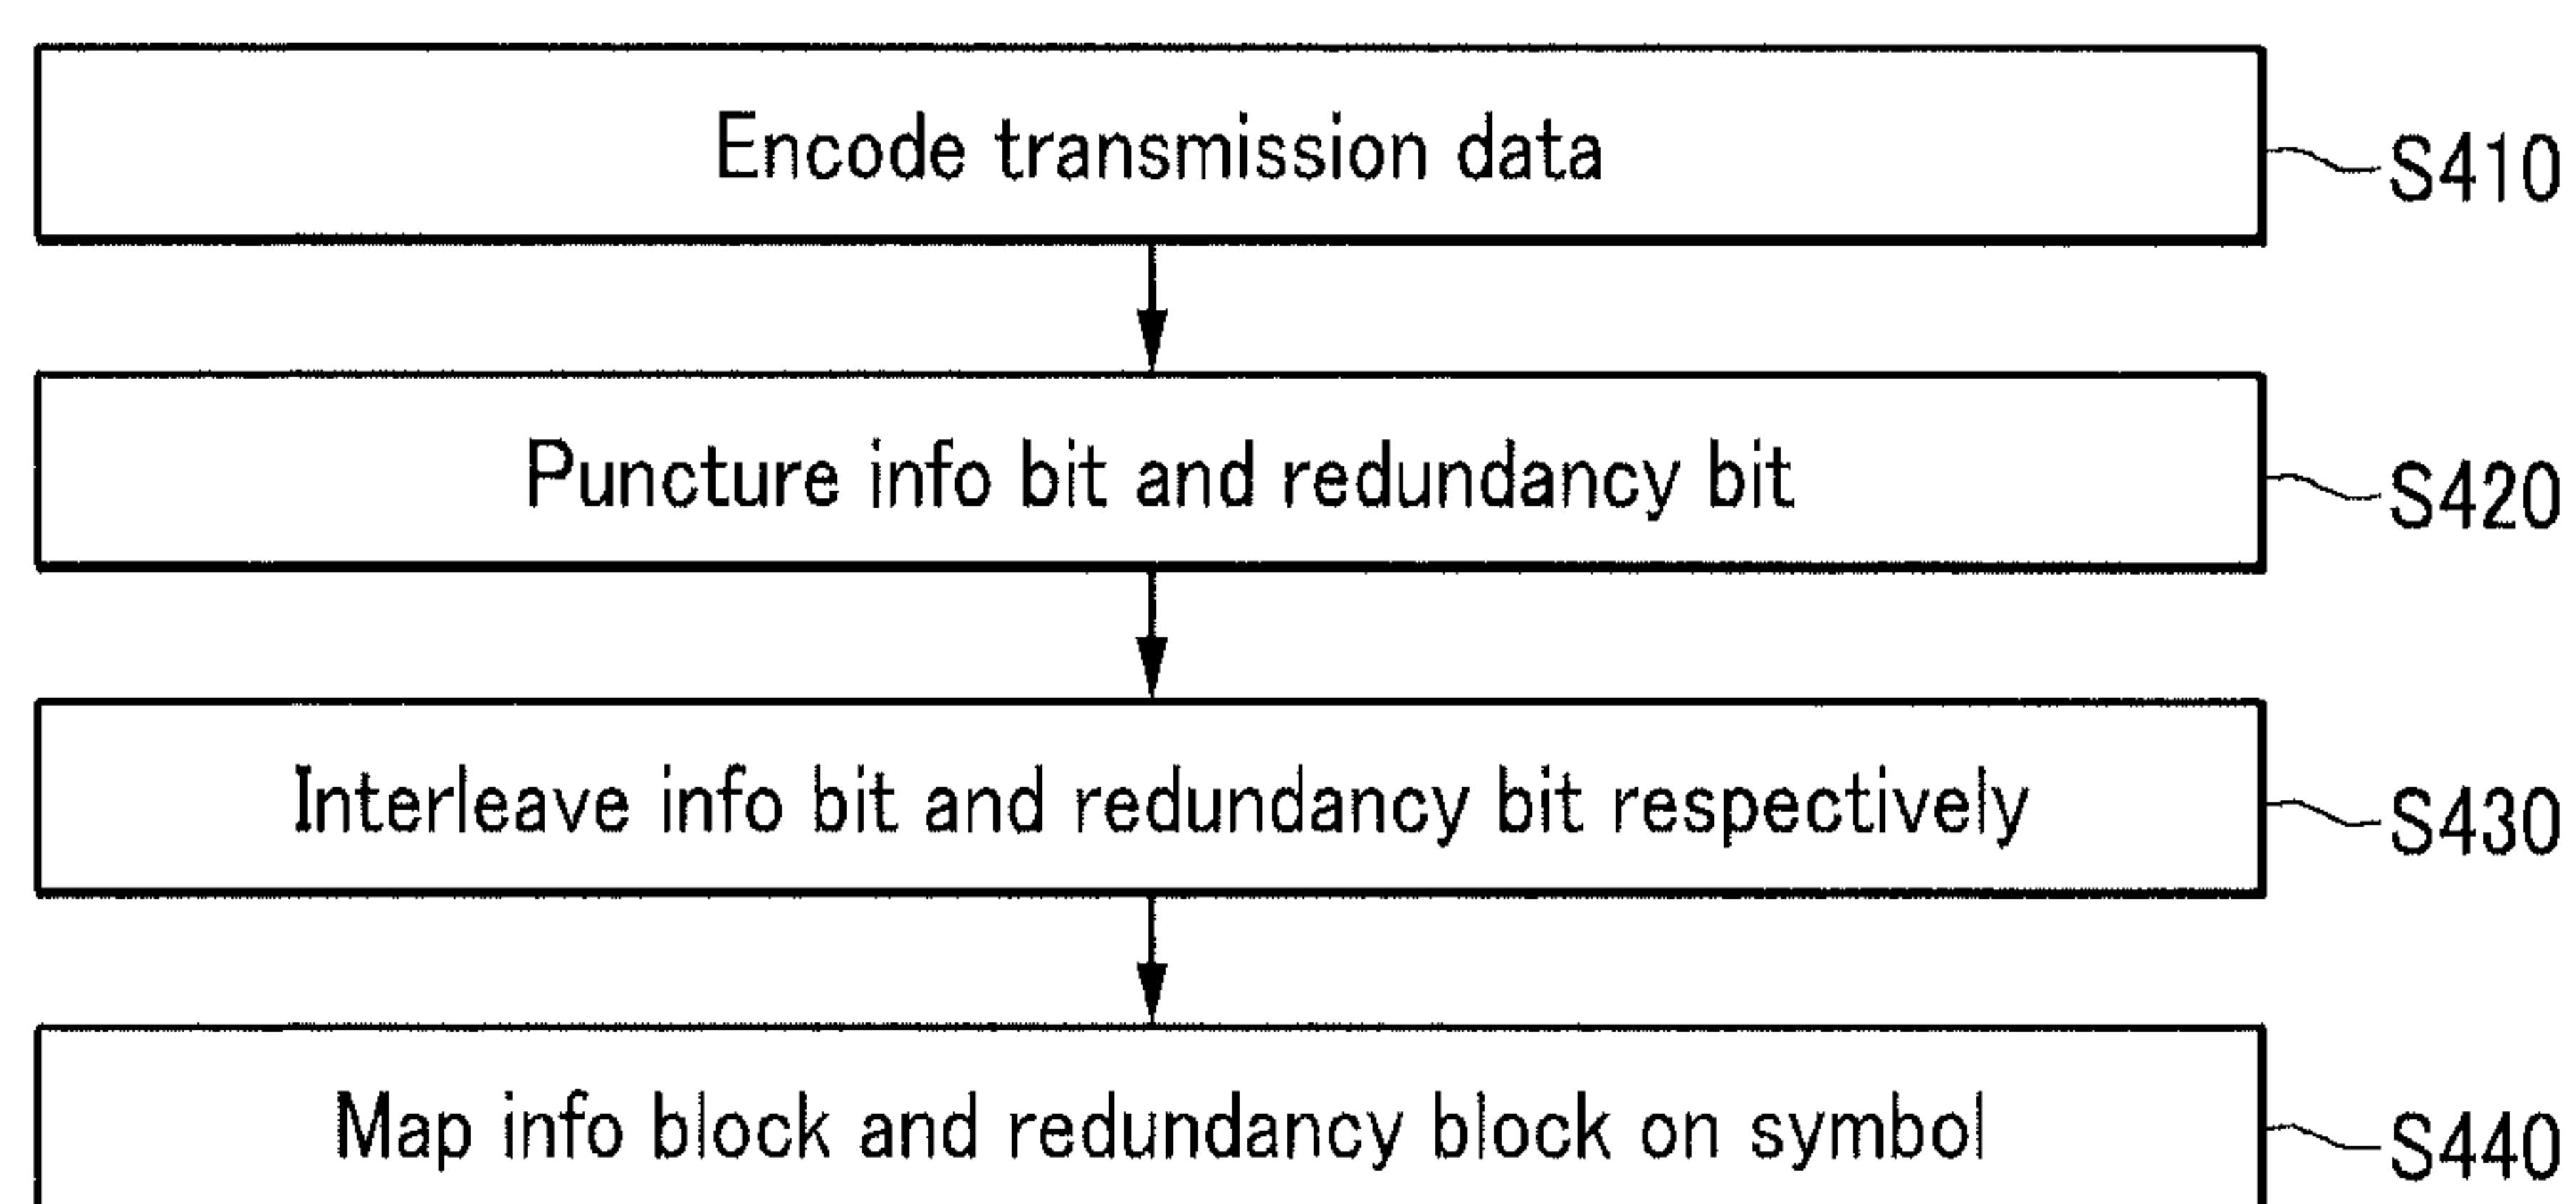 Encode transmission data
S410
Puncture info bit and redundancy bit
S420
Interleave info bit and redundancy bit respectively
S430
Map info block and redundancy block on symbol
S440